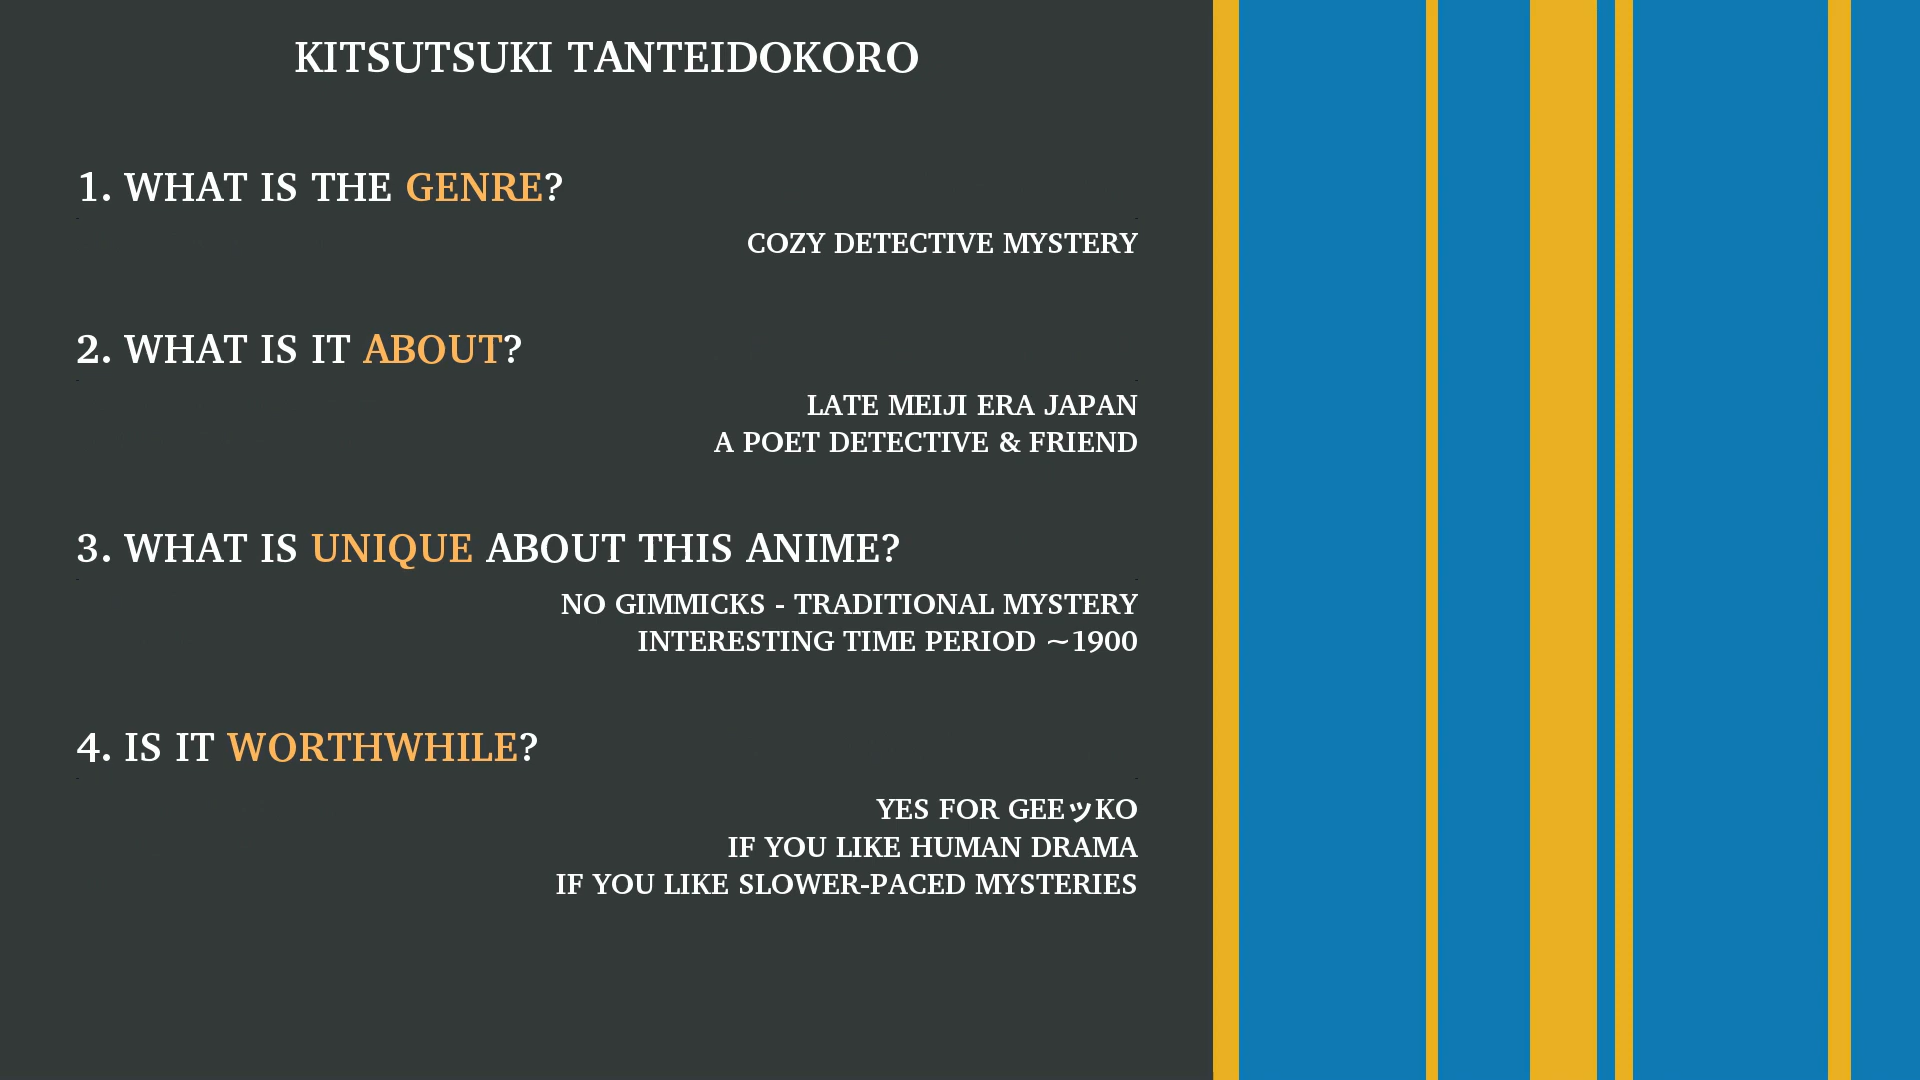 KITSUTSUKI TANTEIDOKORO
1. WHAT IS THE GENRE?
COZY DETECTIVE MYSTERY
2. WHAT IS IT ABOUT?
LATE MEIJI ERA JAPAN
A POET DETECTIVE & FRIEND
3. WHAT IS UNIQUE ABOUT THIS ANIME?
NO GIMMICKS - TRADITIONAL MYSTERY
INTERESTING TIME PERIOD ~1900
4. IS IT WORTHWHILE?
YES FOR GEEッKO
IF YOU LIKE HUMAN DRAMA
IF YOU LIKE SLOWER-PACED MYSTERIES